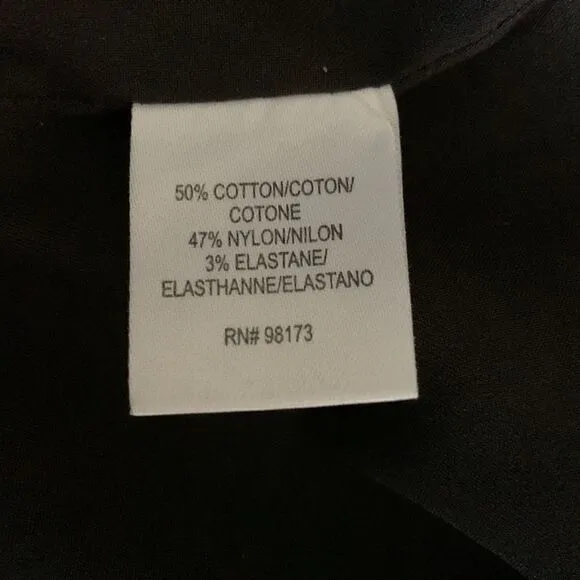 50% COTTON/COTON/
COTONE
47% NYLON/NILON
3% ELASTANE/
ELASTHANNE/ELASTANO
RN# 98173